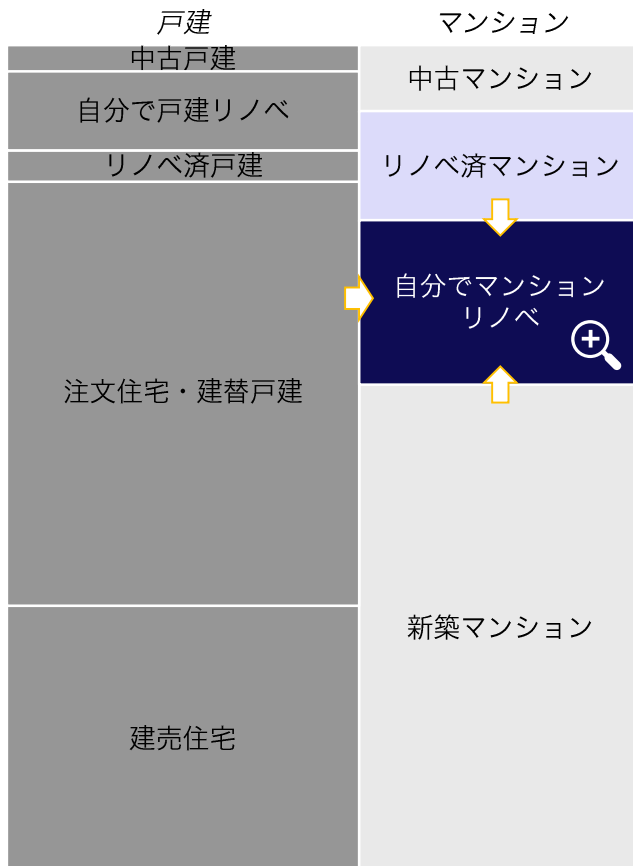 戸建
マンション
中古戸建
自分で戸建リノベ
リノベ済戸建
注文住宅・建替戸建
建売住宅
中古マンション
リノベ済マンション
自分でマンション
リノベ
新築マンション